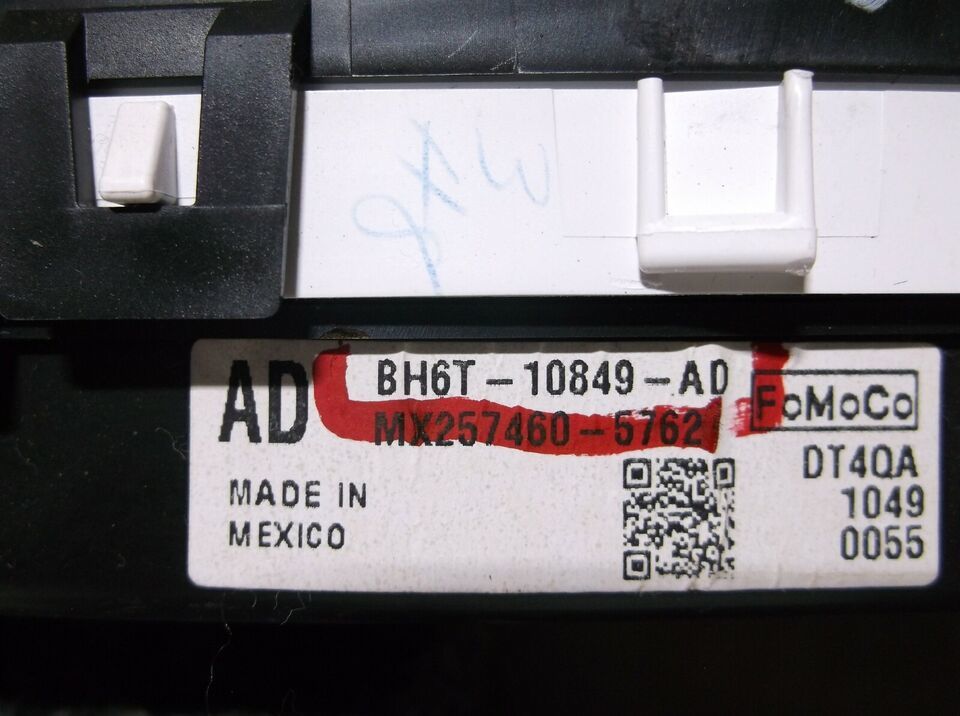 AD
BH6T-10849-AD
MX257460-5762
FoMoCo
MADE IN
MEXICO
DT4QA
1049
0055